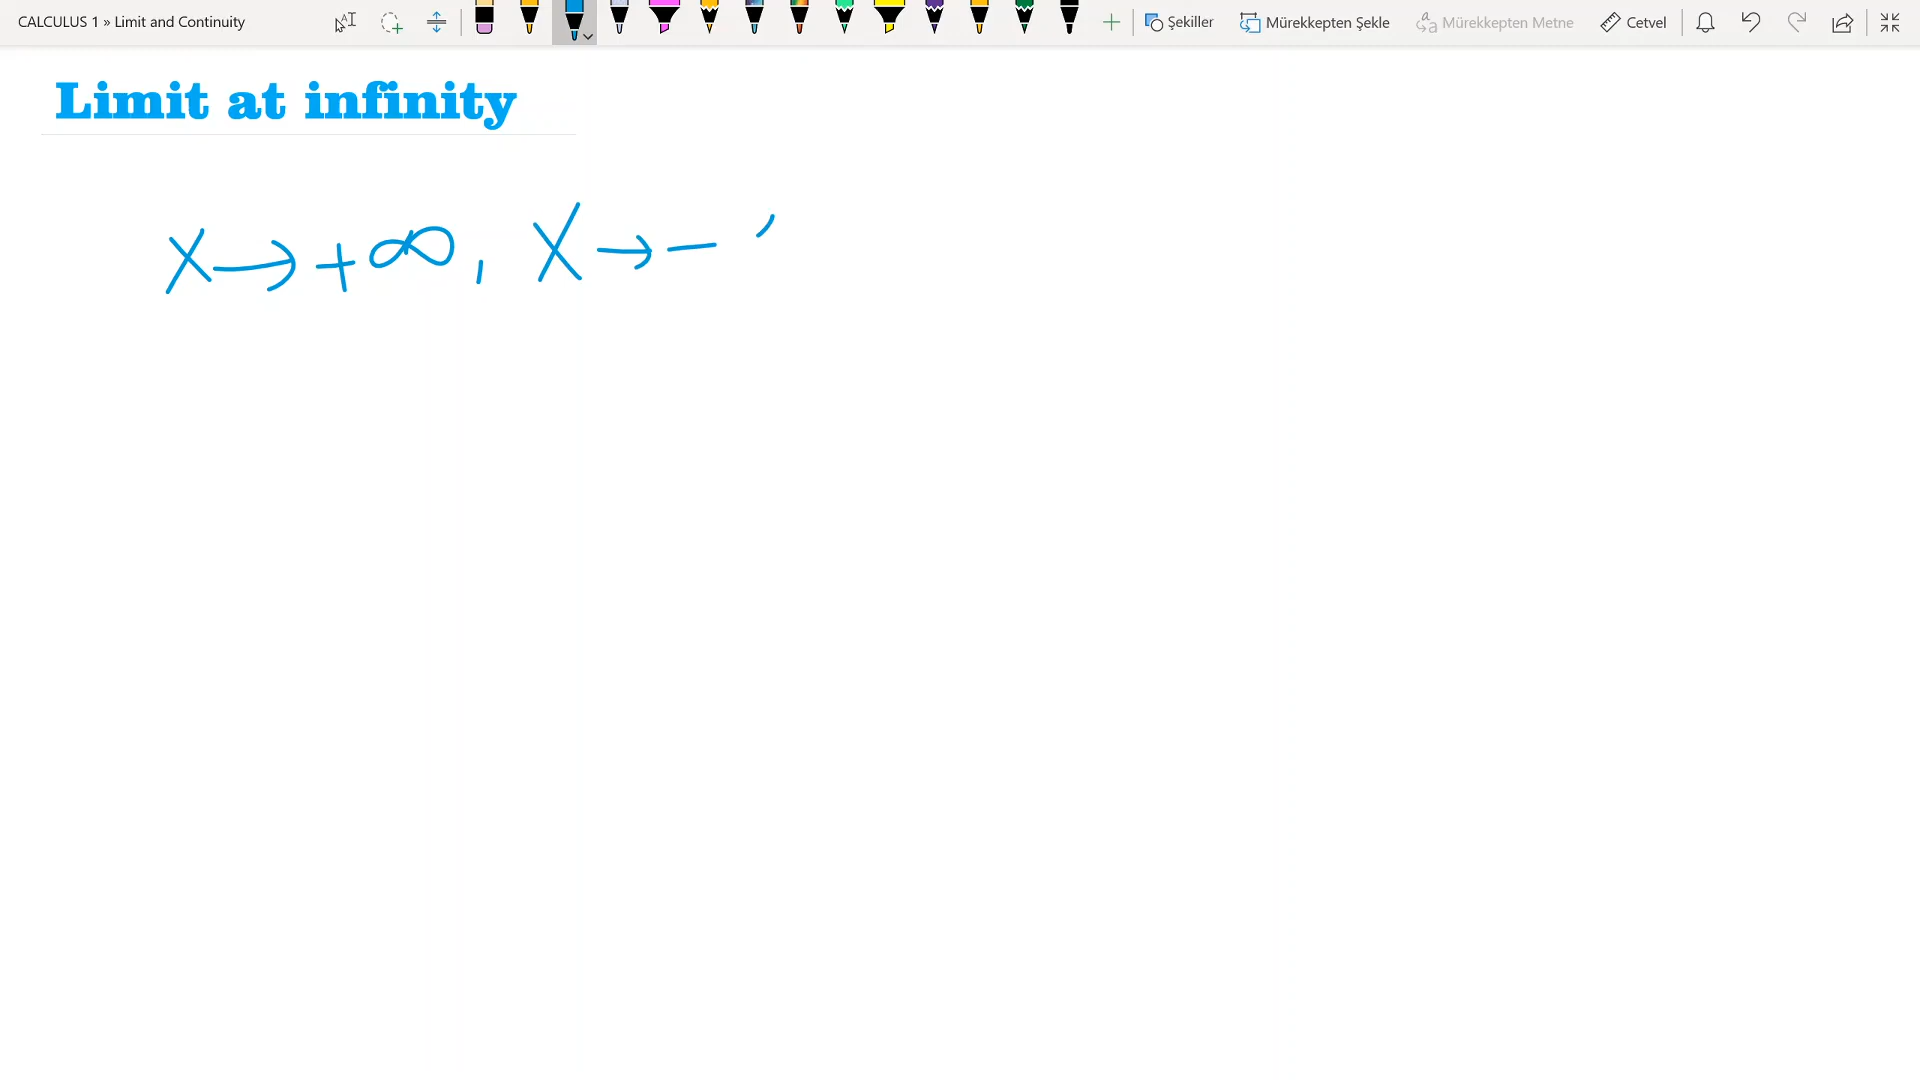 CALCULUS 1 » Limit and Continuity Şekiller Mürekkepten Şekle Mürekkepten Metne Cetvel
Limit at infinity
X → + ∞ , X → −